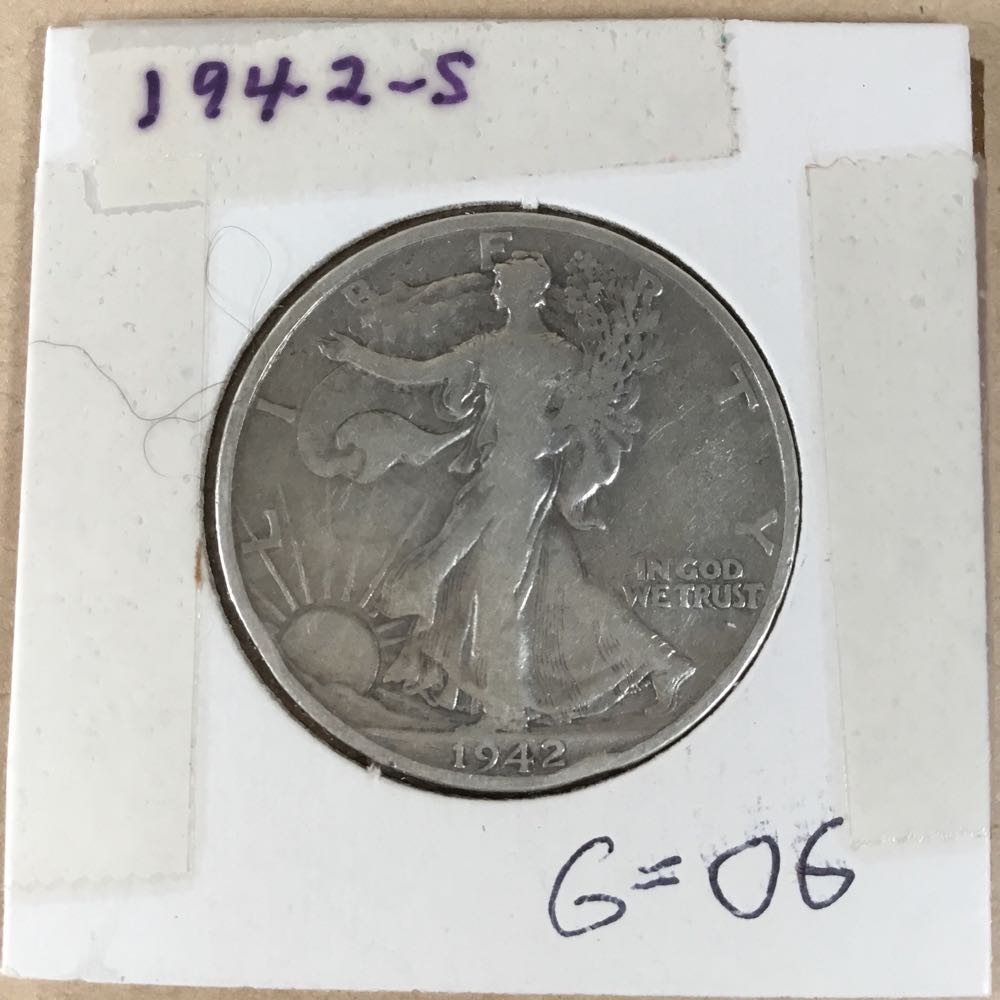 1942-S
LIBERTY
IN GOD
WE TRUST
1942
G=06